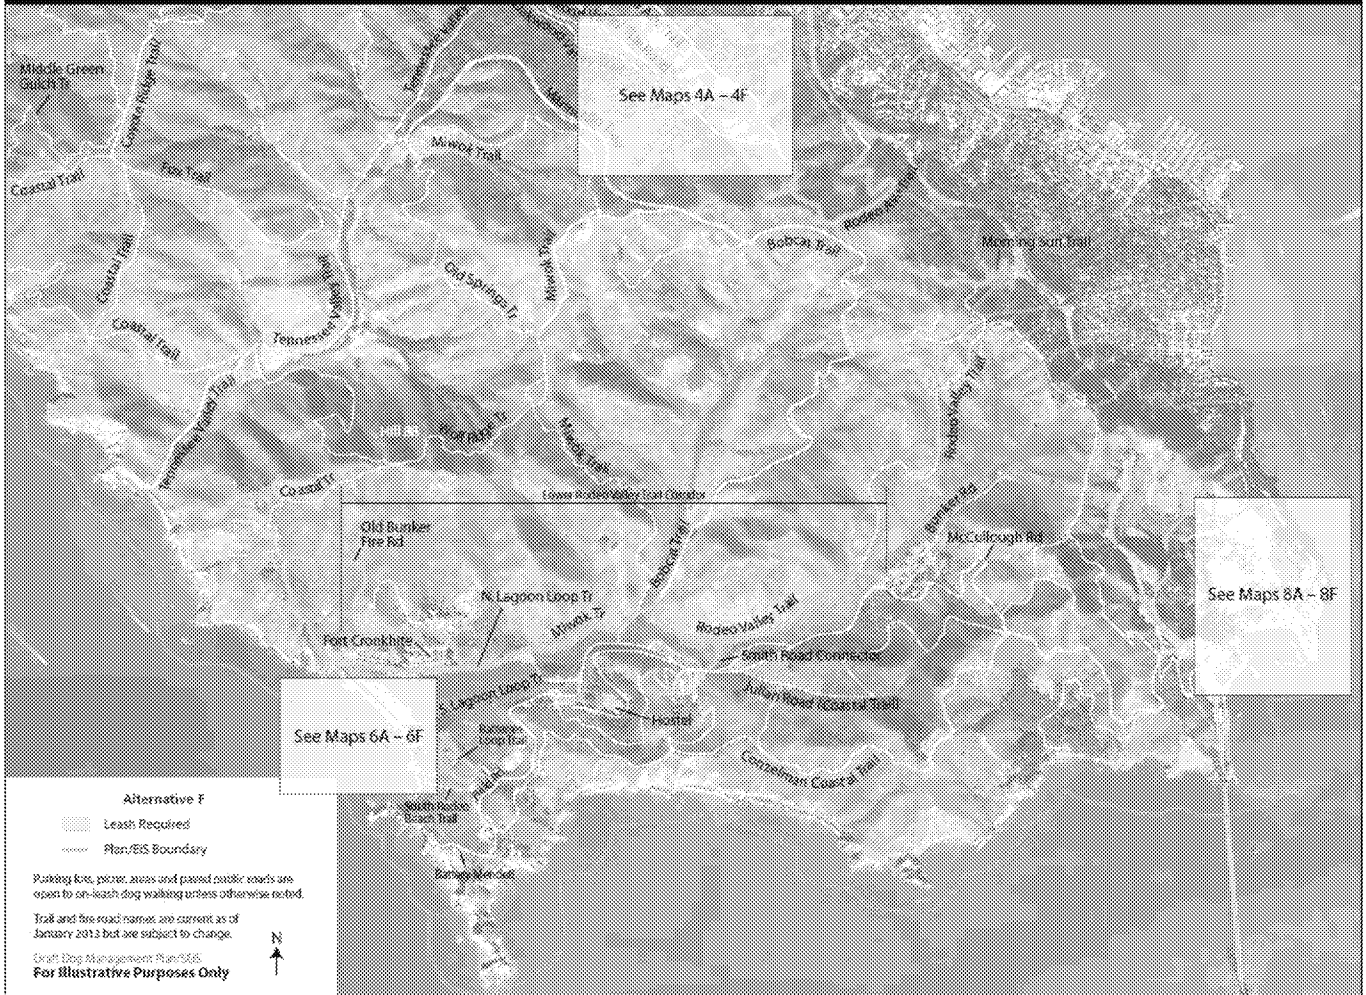 Tennessee Valley
See Maps 4A – 4F
Middle Green
Gulch Tr
Coyote Ridge Trail
Miwok Trail
Coastal Trail
Fox Trail
Rodeo Ave Trail
Bobcat Trail
Morning Sun Trail
Coastal Trail
Miwok Trail
Old Springs Tr
Tennessee Valley Trail
Coastal Trail
Rodeo Valley Trail
Tennessee Valley Trail
Wolf Ridge Tr
Miwok Trail
Coastal Tr
Lower Rodeo Valley Trail Corridor
Bunker Rd
Old Bunker
Fire Rd
McCullough Rd
Bobcat Trail
See Maps 8A – 8F
N. Lagoon Loop Tr
Miwok Tr
Rodeo Valley Trail
Fort Cronkhite
Smith Road Connector
S. Lagoon Loop Tr
Julian Road (Coastal Trail)
Hostel
See Maps 6A – 6F
Loop Trail
Conzelman Coastal Trail
South Rodeo
Beach Trail
Battery Mendell
Alternative F
Leash Required
Plan/EIS Boundary
Parking lots, picnic areas and paved public roads are
open to on-leash dog walking unless otherwise noted.
Trail and fire road names are current as of
January 2013 but are subject to change.
N
Draft Dog Management Plan/SEIS
For Illustrative Purposes Only